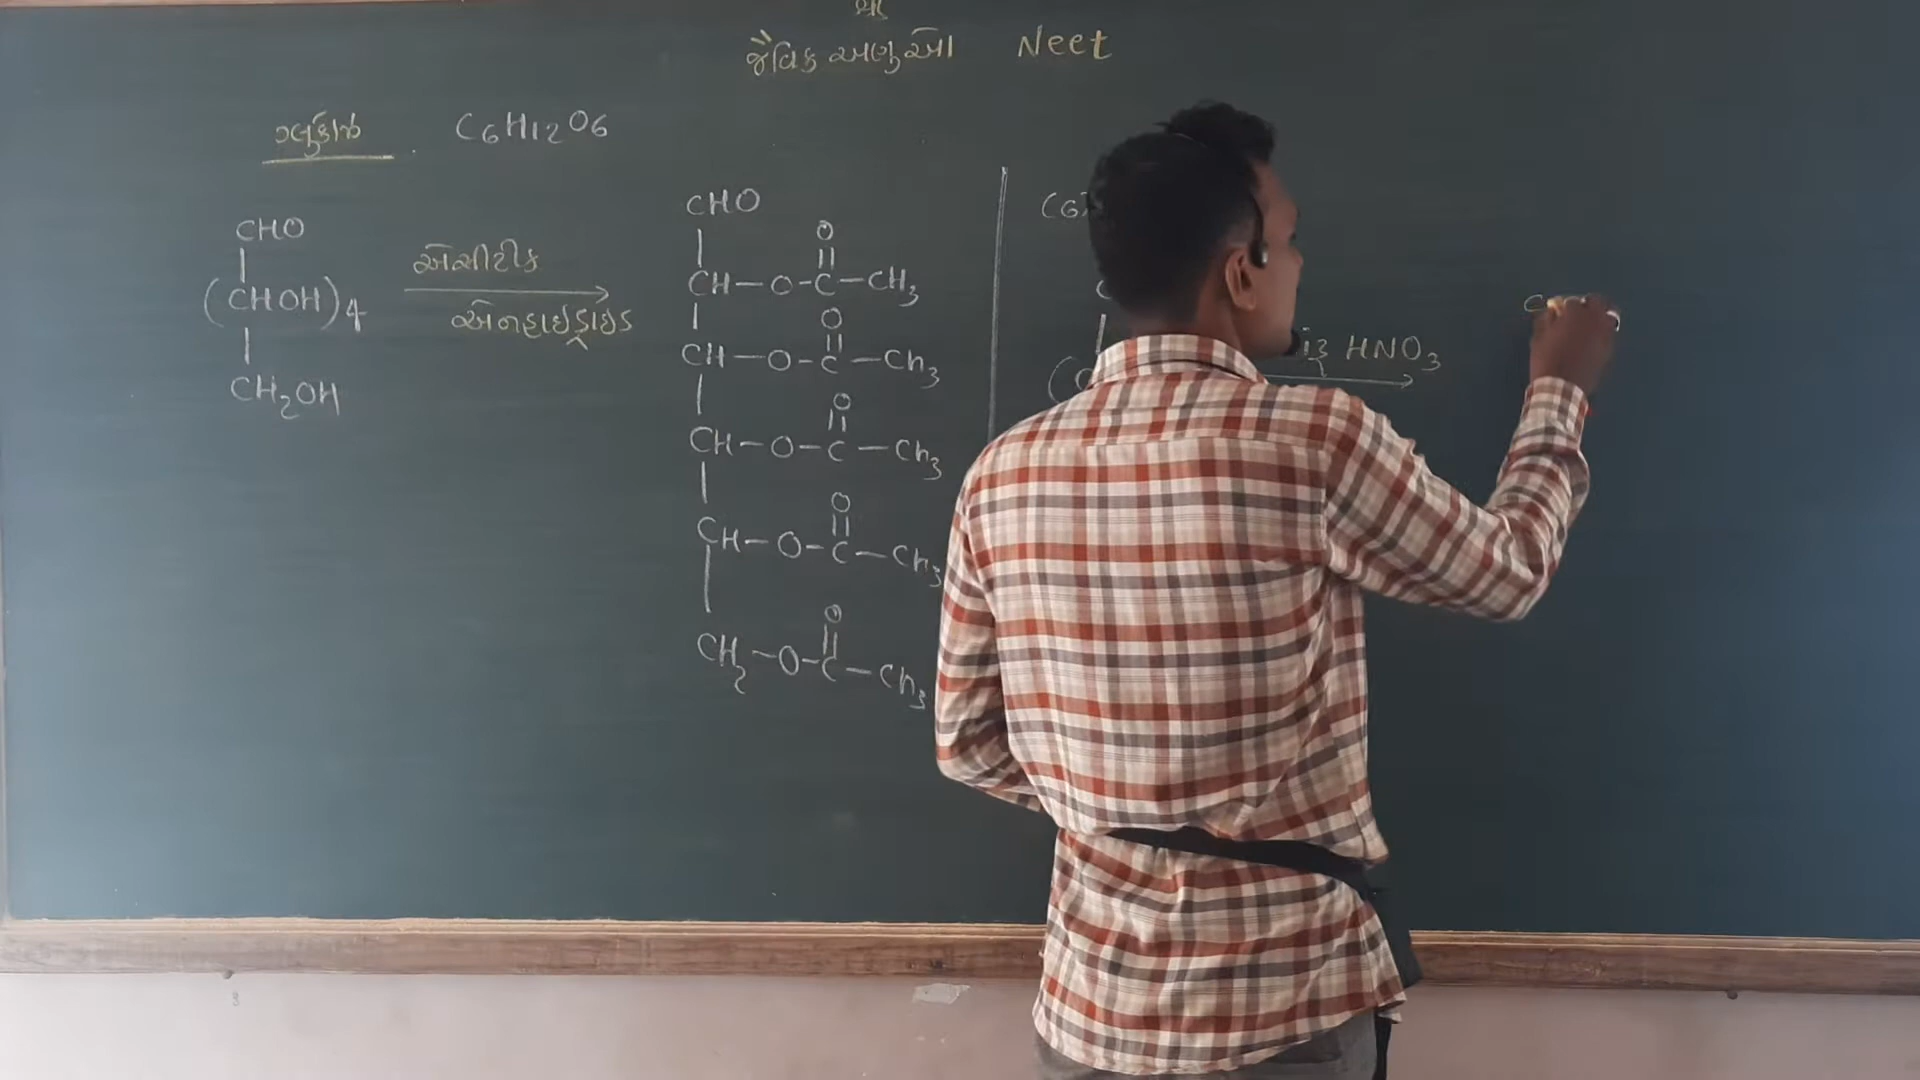 શ્રી
જૈવિક અણુઓ Neet
ગ્લુકોઝ . C6H12O6
CHO
|
(CHOH)4
|
CH2OH
એસીટીક
→
એનહાઇડ્રાઇડ
CHO
|
O
||
CH—O-C—CH3
|
O
||
CH—O-C—Ch3
|
O
||
CH—O—C—Ch3
|
O
||
CH—O—C—Ch3
|
O
||
CH2—O—C—Ch3
C6
HNO3
→
(
C